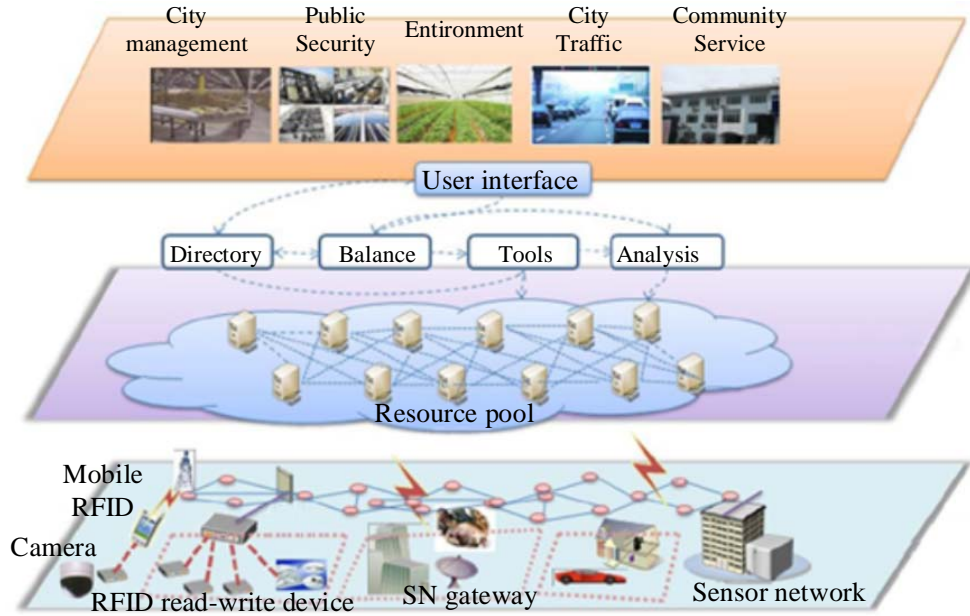 City
management
Public
Security
Entironment
City
Traffic
Community
Service
User interface
Directory
Balance
Tools
Analysis
Resource pool
Mobile
RFID
Camera
RFID read-write device
SN gateway
Sensor network